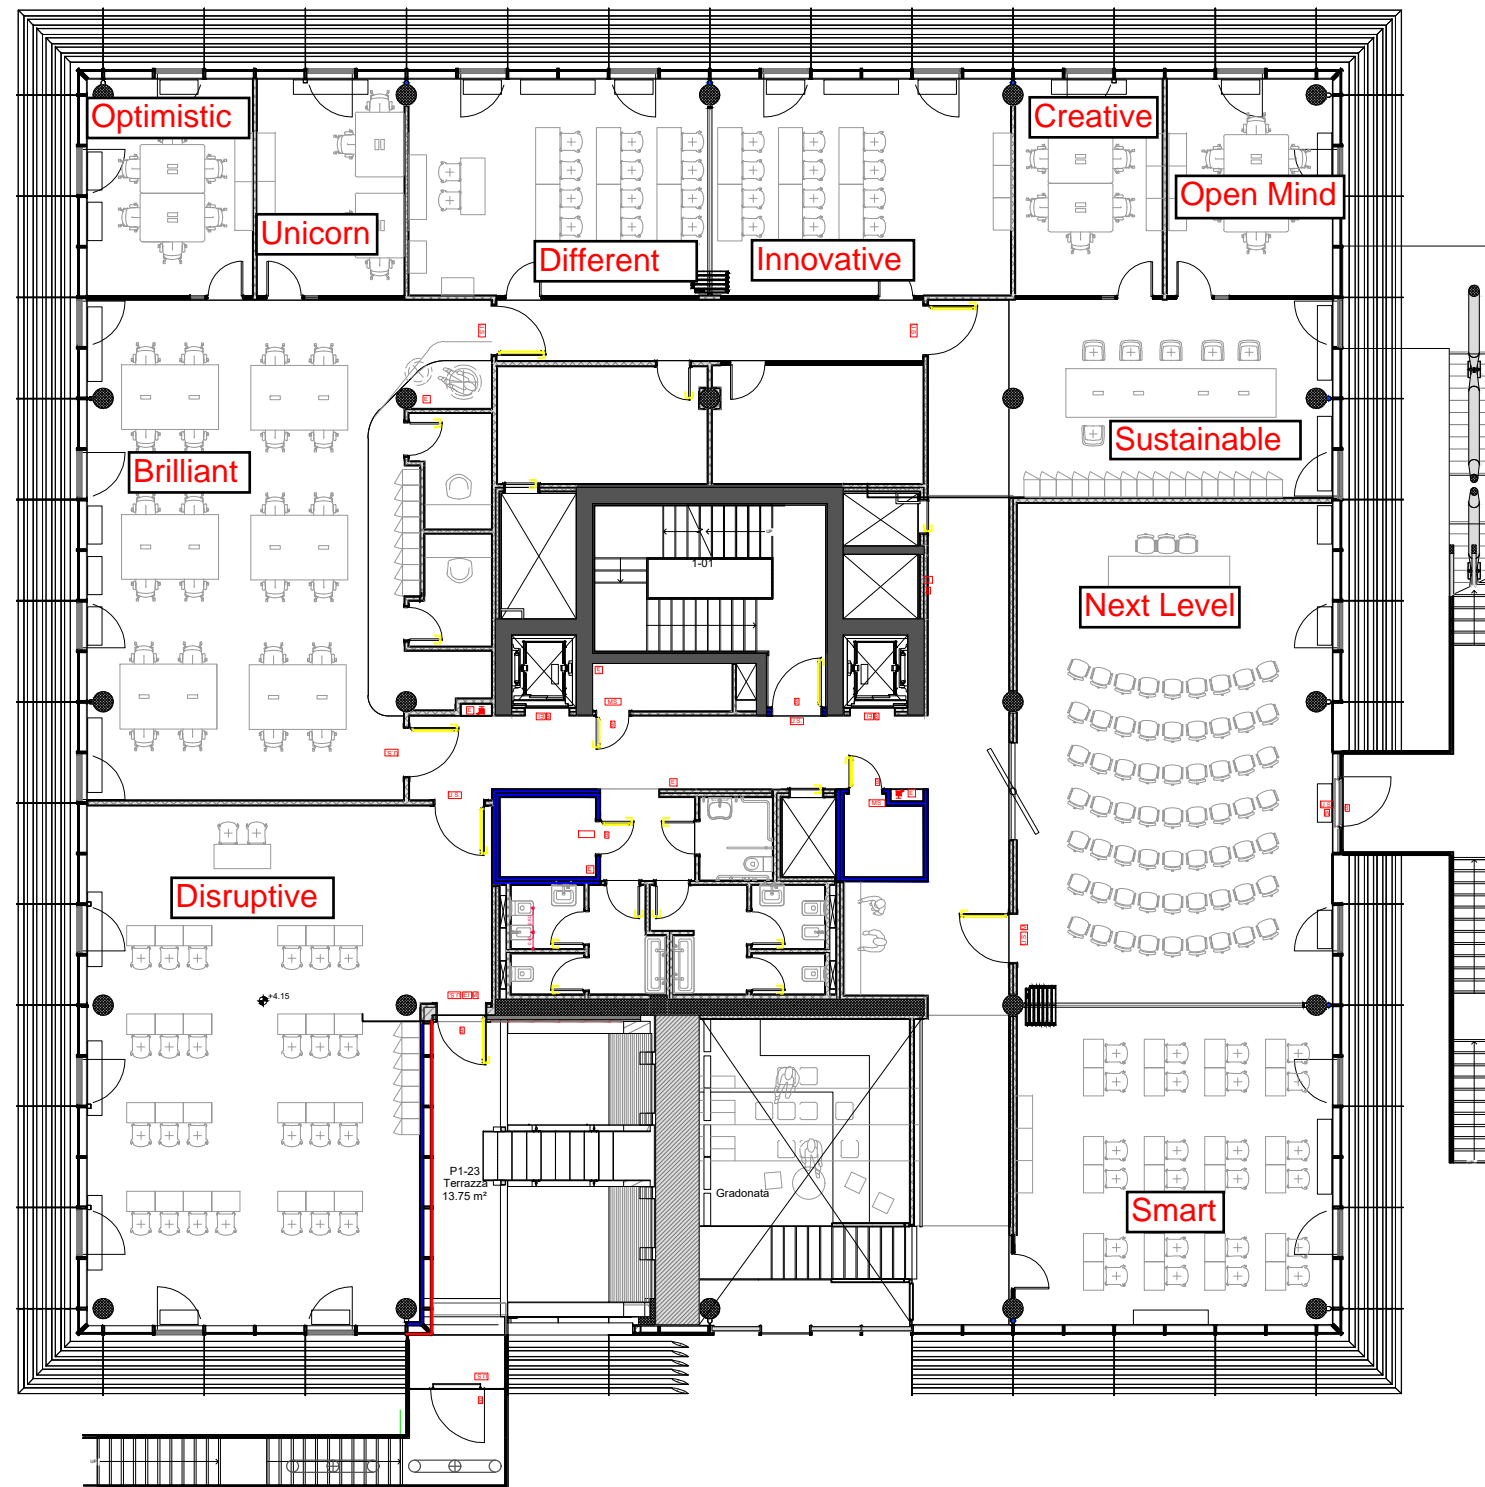 Optimistic
Creative
Open Mind
Unicorn
Different
Innovative
Sustainable
Brilliant
1-01
Next Level
Disruptive
+4.15
P1-23
Terrazza
13.75 m²
Gradonata
Smart